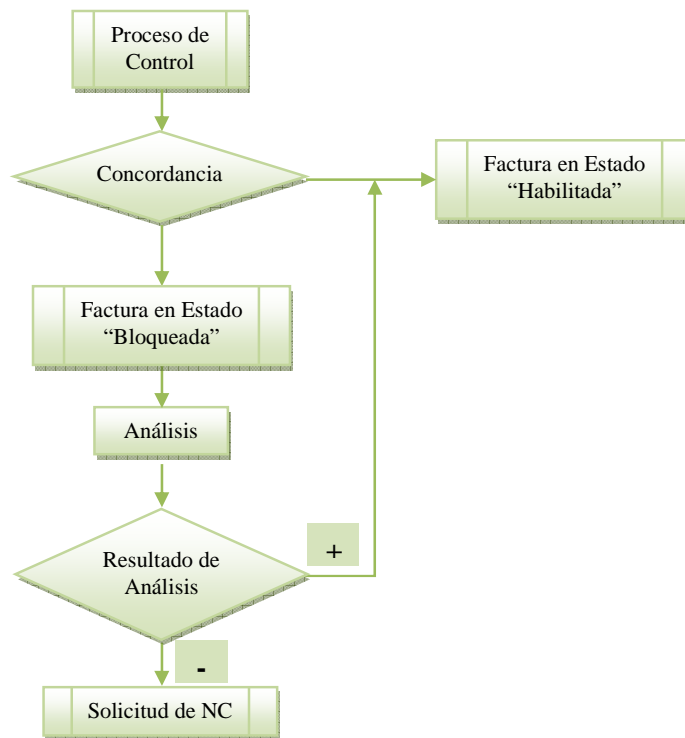 Proceso de
Control
Concordancia
Factura en Estado
“Habilitada”
Factura en Estado
“Bloqueada”
Análisis
+
Resultado de
Análisis
-
Solicitud de NC